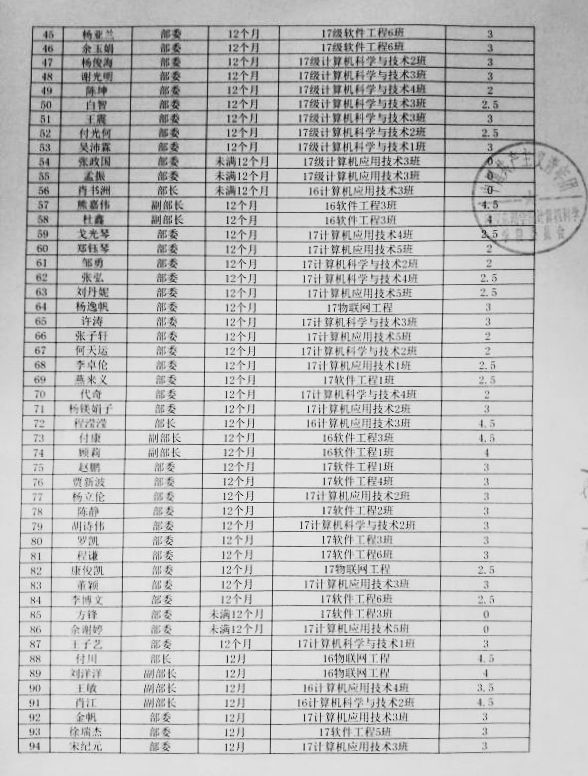 45 杨亚兰 部委 12个月 17级软件工程6班 3
46 余玉娟 部委 12个月 17级软件工程6班 3
47 杨俊海 部委 12个月 17级计算机科学与技术2班 3
48 谢光明 部委 12个月 17级计算机科学与技术3班 3
49 陈坤 部委 12个月 17级计算机科学与技术4班 2
50 白智 部委 12个月 17级计算机科学与技术3班 2.5
51 王震 部委 12个月 17级计算机科学与技术3班 3
52 付光何 部委 12个月 17级计算机科学与技术2班 2.5
53 吴沛霖 部委 12个月 17级计算机科学与技术1班 3
54 张政国 部委 未满12个月 17级计算机应用技术3班 0
55 孟振 部委 未满12个月 17级计算机应用技术3班 0
56 肖书洲 部长 未满12个月 16计算机应用技术3班 0
57 熊嘉伟 副部长 12个月 16软件工程3班 4.5
58 杜鑫 副部长 12个月 16软件工程3班 4
59 戈光琴 部委 12个月 17计算机应用技术4班 2.5
60 郑钰琴 部委 12个月 17计算机应用技术5班 2
61 邹勇 部委 12个月 17计算机科学与技术2班 2
62 张弘 部委 12个月 17计算机科学与技术4班 2.5
63 刘丹妮 部委 12个月 17计算机应用技术5班 2.5
64 杨逸帆 部委 12个月 17物联网工程 3
65 许涛 部委 12个月 17计算机科学与技术3班 3
66 张子轩 部委 12个月 17计算机应用技术5班 2
67 何天运 部委 12个月 17计算机科学与技术2班 2
68 李卓伦 部委 12个月 17计算机应用技术1班 2.5
69 燕来义 部委 12个月 17软件工程1班 2.5
70 代奇 部委 12个月 17计算机科学与技术4班 2
71 杨镁娟子 部委 12个月 17计算机应用技术2班 3
72 程滢滢 部长 12个月 16计算机应用技术3班 4.5
73 付康 副部长 12个月 16软件工程3班 4.5
74 顾莉 副部长 12个月 16软件工程1班 4
75 赵鹏 部委 12个月 17软件工程1班 3
76 贾新波 部委 12个月 17软件工程4班 3
77 杨立伦 部委 12个月 17计算机应用技术2班 3
78 陈静 部委 12个月 17软件工程2班 3
79 胡诗伟 部委 12个月 17计算机科学与技术2班 3
80 罗凯 部委 12个月 17软件工程3班 3
81 程谦 部委 12个月 17软件工程6班 3
82 康俊凯 部委 12个月 17物联网工程 2.5
83 董颖 部委 12个月 17计算机应用技术3班 3
84 李博文 部委 12个月 17软件工程6班 2.5
85 方锋 部委 未满12个月 17软件工程3班 0
86 余谢婷 部委 未满12个月 17计算机应用技术5班 0
87 王子艺 部委 12个月 17计算机科学与技术1班 3
88 付川 部长 12月 16物联网工程 4.5
89 刘洋洋 副部长 12月 16物联网工程 4
90 王敏 副部长 12月 16计算机应用技术4班 3.5
91 肖江 副部长 12月 16计算机科学与技术2班 4.5
92 金帆 部委 12月 17计算机应用技术3班 3
93 徐瑞杰 部委 12月 17软件工程5班 3
94 宋纪元 部委 12月 17计算机应用技术3班 3